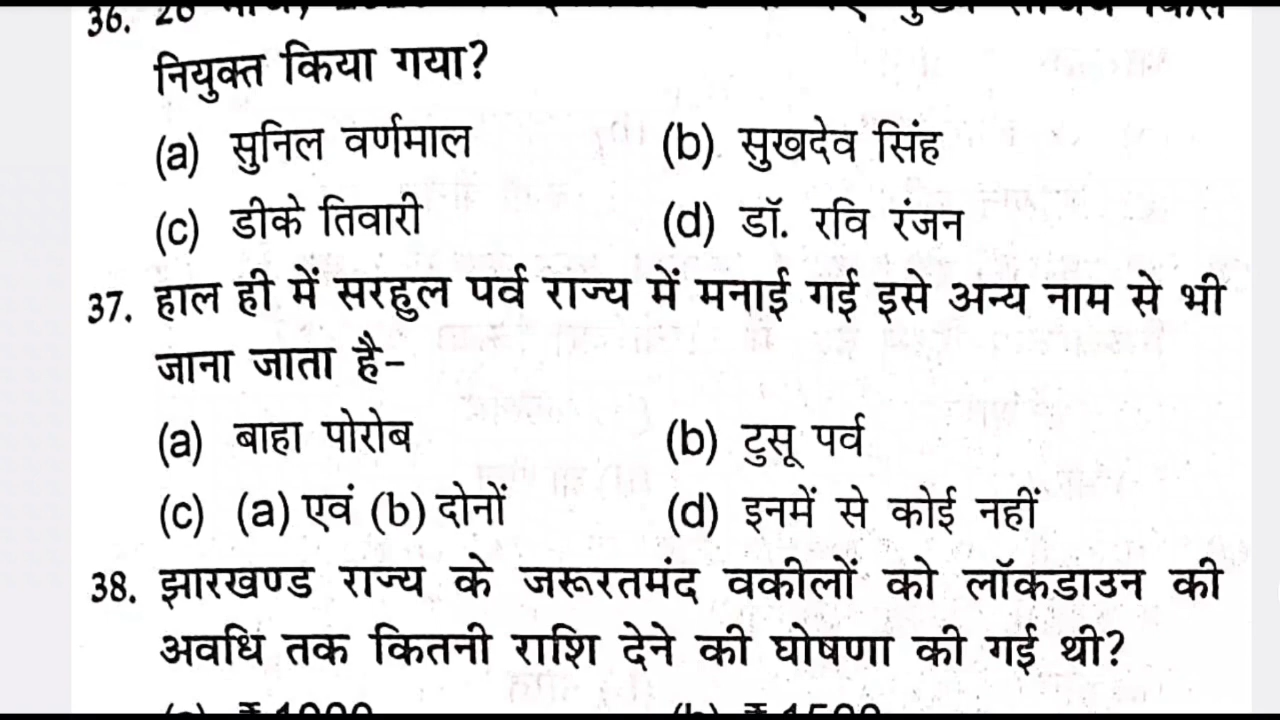 36.
नियुक्त किया गया?
(a) सुनिल वर्णमाल (b) सुखदेव सिंह
(c) डीके तिवारी (d) डॉ. रवि रंजन
37. हाल ही में सरहुल पर्व राज्य में मनाई गई इसे अन्य नाम से भी
जाना जाता है-
(a) बाहा पोरोब (b) टुसू पर्व
(c) (a) एवं (b) दोनों (d) इनमें से कोई नहीं
38. झारखण्ड राज्य के जरूरतमंद वकीलों को लॉकडाउन की
अवधि तक कितनी राशि देने की घोषणा की गई थी?